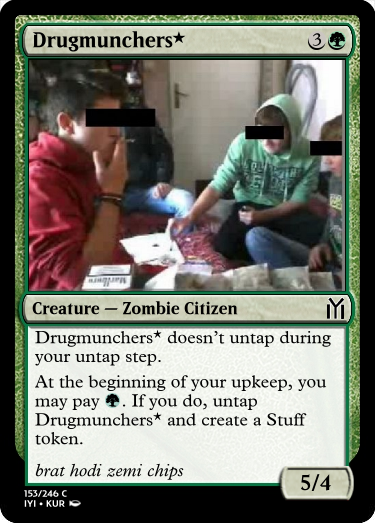 Drugmunchers★ 3
Creature — Zombie Citizen
Drugmunchers★ doesn't untap during
your untap step.
At the beginning of your upkeep, you
may pay . If you do, untap
Drugmunchers★ and create a Stuff
token.
brat hodi zemi chips
5/4
153/246 C
IYI • KUR